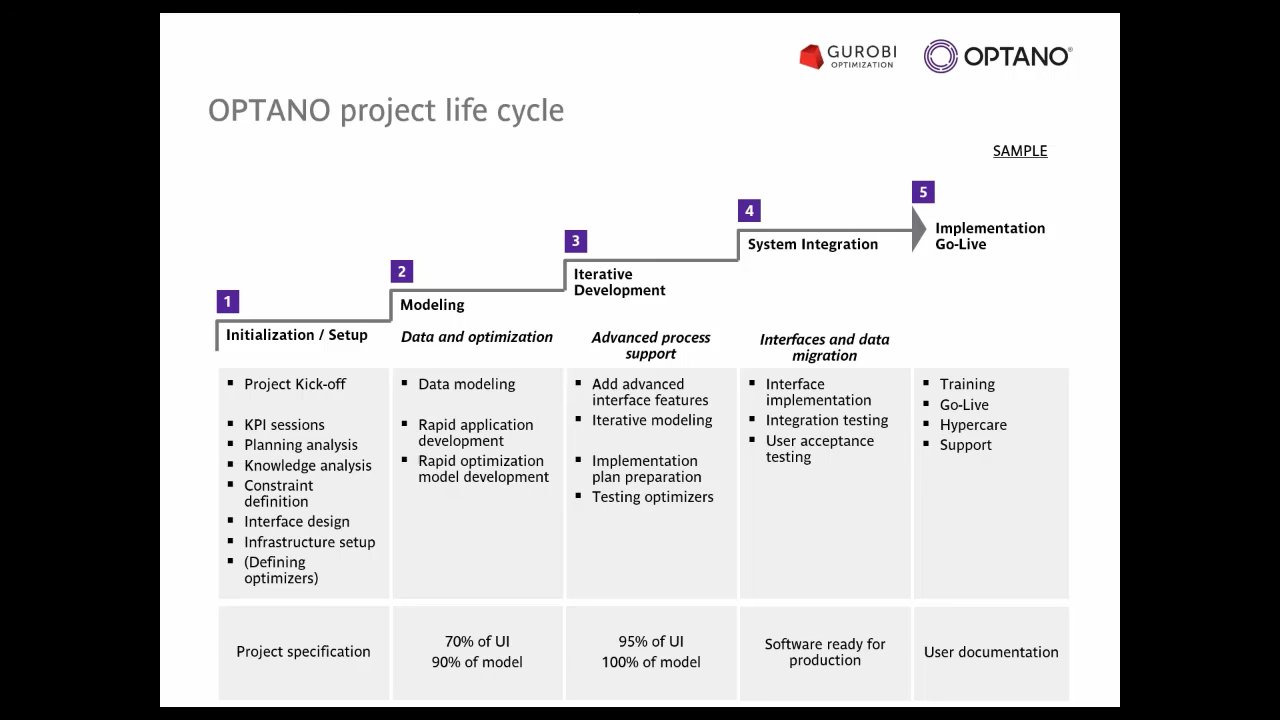 GUROBI
OPTIMIZATION
OPTANO®
OPTANO project life cycle
SAMPLE
1
Initialization / Setup
2
Modeling
Data and optimization
3
Iterative
Development
Advanced process
support
4
System Integration
Interfaces and data
migration
5
Implementation
Go-Live
▪ Project Kick-off
▪ KPI sessions
▪ Planning analysis
▪ Knowledge analysis
▪ Constraint
definition
▪ Interface design
▪ Infrastructure setup
▪ (Defining
optimizers)
▪ Data modeling
▪ Rapid application
development
▪ Rapid optimization
model development
▪ Add advanced
interface features
▪ Iterative modeling
▪ Implementation
plan preparation
▪ Testing optimizers
▪ Interface
implementation
▪ Integration testing
▪ User acceptance
testing
▪ Training
▪ Go-Live
▪ Hypercare
▪ Support
Project specification
70% of UI
90% of model
95% of UI
100% of model
Software ready for
production
User documentation